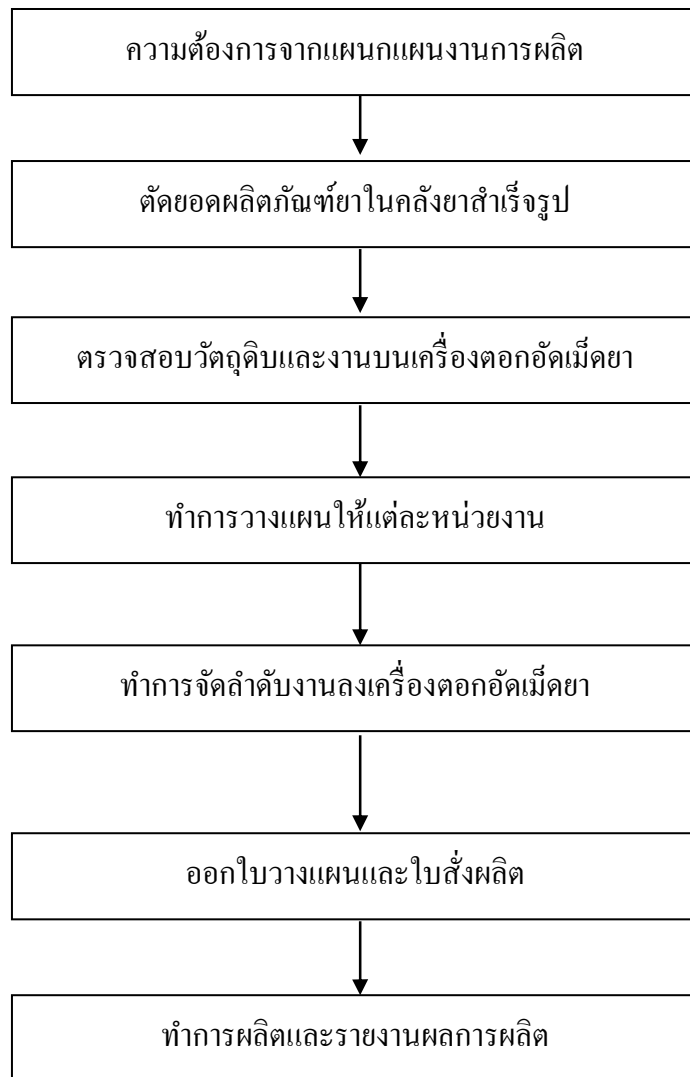 ความต้องการจากแผนกแผนงานการผลิต
ตัดยอดผลิตภัณฑ์ยาในคลังยาสำเร็จรูป
ตรวจสอบวัตถุดิบและงานบนเครื่องตอกอัดเม็ดยา
ทำการวางแผนให้แต่ละหน่วยงาน
ทำการจัดลำดับงานลงเครื่องตอกอัดเม็ดยา
ออกใบวางแผนและใบสั่งผลิต
ทำการผลิตและรายงานผลการผลิต